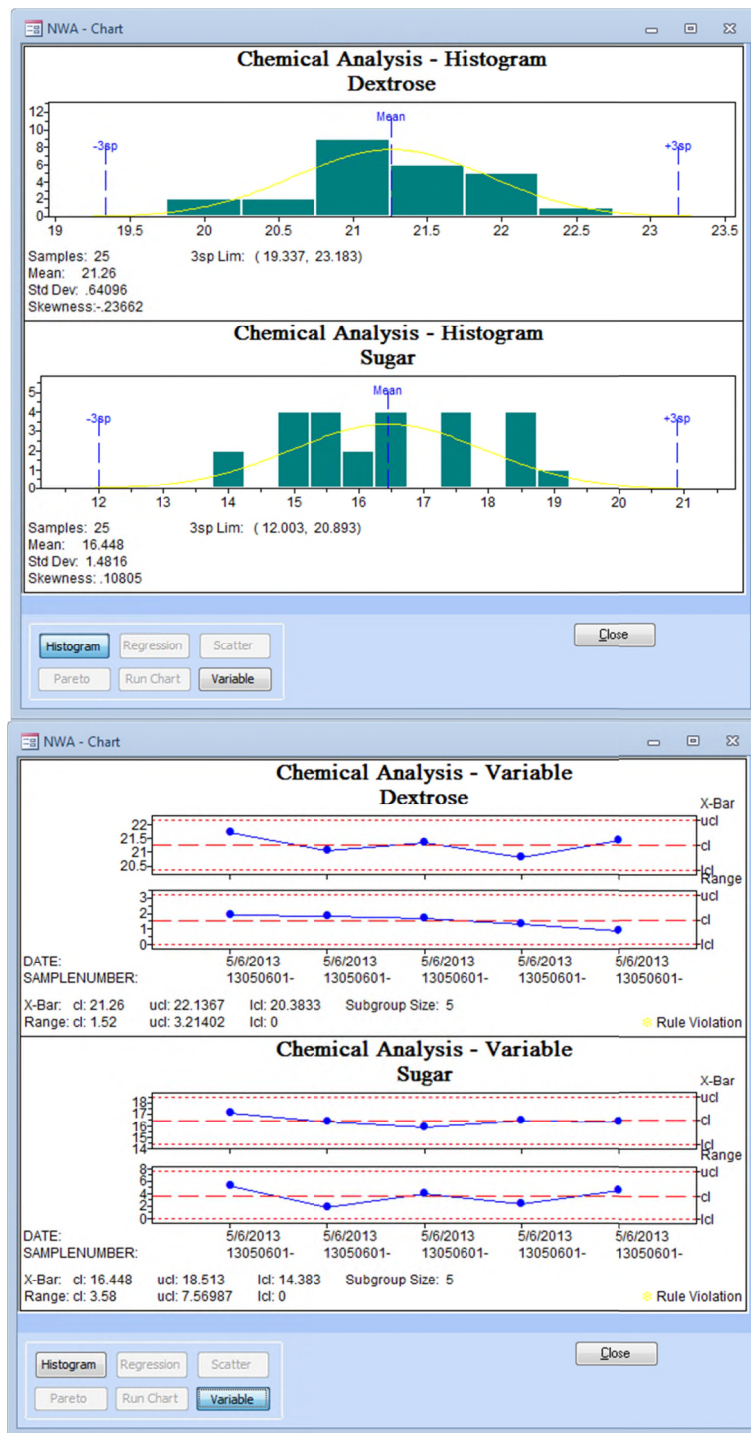 NWA - Chart
Chemical Analysis - Histogram
Dextrose
12
10
8
6
4
2
0
-3sp
Mean
+3sp
19 19.5 20 20.5 21 21.5 22 22.5 23 23.5
Samples: 25 3sp Lim: ( 19.337, 23.183)
Mean: 21.26
Std Dev: .64096
Skewness:-.23662
Chemical Analysis - Histogram
Sugar
5
4
3
2
1
0
-3sp
Mean
+3sp
12 13 14 15 16 17 18 19 20 21
Samples: 25 3sp Lim: ( 12.003, 20.893)
Mean: 16.448
Std Dev: 1.4816
Skewness: .10805
Histogram Regression Scatter
Close
Pareto Run Chart Variable
NWA - Chart
Chemical Analysis - Variable
Dextrose
X-Bar
22
21.5
21
20.5
ucl
cl
lcl
Range
3
2
1
0
ucl
cl
lcl
DATE: 5/6/2013 5/6/2013 5/6/2013 5/6/2013 5/6/2013
SAMPLENUMBER: 13050601- 13050601- 13050601- 13050601- 13050601-
X-Bar: cl: 21.26 ucl: 22.1367 lcl: 20.3833 Subgroup Size: 5
Range: cl: 1.52 ucl: 3.21402 lcl: 0
Rule Violation
Chemical Analysis - Variable
Sugar
X-Bar
18
17
16
15
14
ucl
cl
lcl
Range
8
6
4
2
0
ucl
cl
lcl
DATE: 5/6/2013 5/6/2013 5/6/2013 5/6/2013 5/6/2013
SAMPLENUMBER: 13050601- 13050601- 13050601- 13050601- 13050601-
X-Bar: cl: 16.448 ucl: 18.513 lcl: 14.383 Subgroup Size: 5
Range: cl: 3.58 ucl: 7.56987 lcl: 0
Rule Violation
Histogram Regression Scatter
Close
Pareto Run Chart Variable